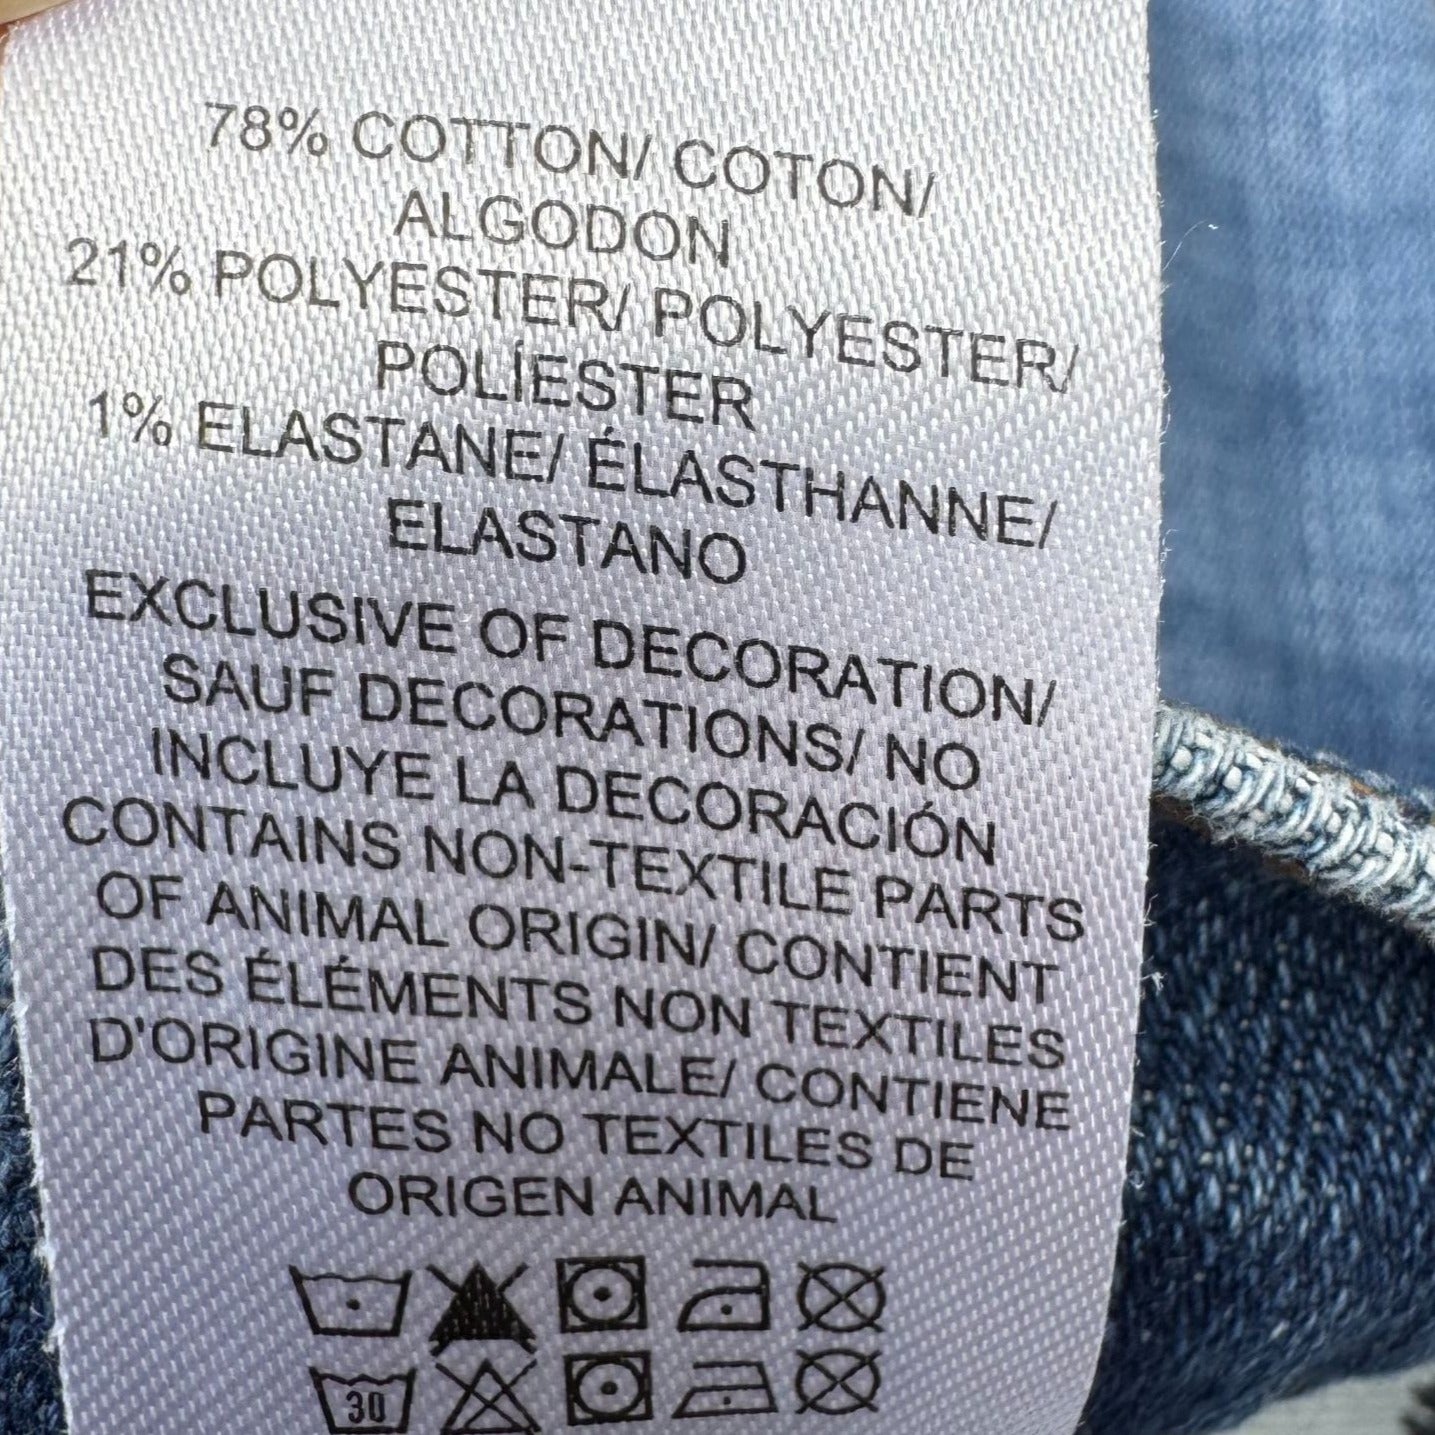 78% COTTON/ COTON/
ALGODON
21% POLYESTER/ POLYESTER/
POLÍESTER
1% ELASTANE/ ÉLASTHANNE/
ELASTANO
EXCLUSIVE OF DECORATION/
SAUF DECORATIONS/ NO
INCLUYE LA DECORACIÓN
CONTAINS NON-TEXTILE PARTS
OF ANIMAL ORIGIN/ CONTIENT
DES ÉLÉMENTS NON TEXTILES
D'ORIGINE ANIMALE/ CONTIENE
PARTES NO TEXTILES DE
ORIGEN ANIMAL
30